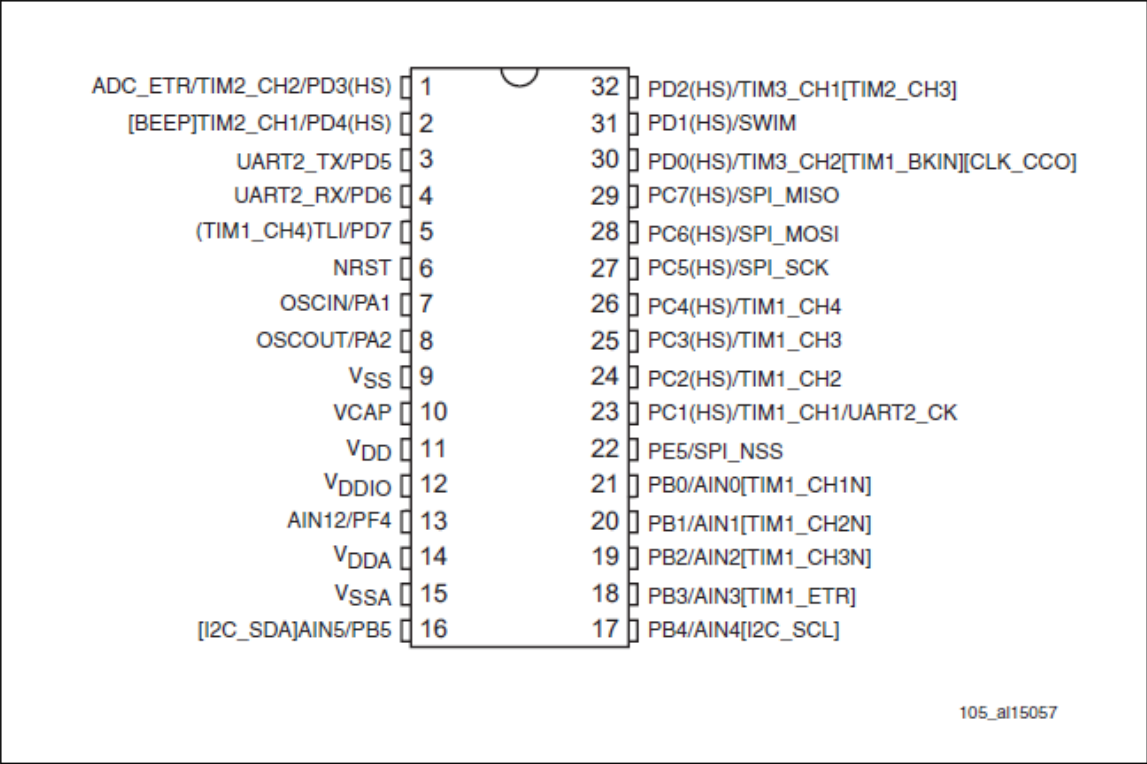 ADC_ETR/TIM2_CH2/PD3(HS) 1 32 PD2(HS)/TIM3_CH1[TIM2_CH3]
[BEEP]TIM2_CH1/PD4(HS) 2 31 PD1(HS)/SWIM
UART2_TX/PD5 3 30 PD0(HS)/TIM3_CH2[TIM1_BKIN][CLK_CCO]
UART2_RX/PD6 4 29 PC7(HS)/SPI_MISO
(TIM1_CH4)TLI/PD7 5 28 PC6(HS)/SPI_MOSI
NRST 6 27 PC5(HS)/SPI_SCK
OSCIN/PA1 7 26 PC4(HS)/TIM1_CH4
OSCOUT/PA2 8 25 PC3(HS)/TIM1_CH3
VSS 9 24 PC2(HS)/TIM1_CH2
VCAP 10 23 PC1(HS)/TIM1_CH1/UART2_CK
VDD 11 22 PE5/SPI_NSS
VDDIO 12 21 PB0/AIN0[TIM1_CH1N]
AIN12/PF4 13 20 PB1/AIN1[TIM1_CH2N]
VDDA 14 19 PB2/AIN2[TIM1_CH3N]
VSSA 15 18 PB3/AIN3[TIM1_ETR]
[I2C_SDA]AIN5/PB5 16 17 PB4/AIN4[I2C_SCL]
105_al15057